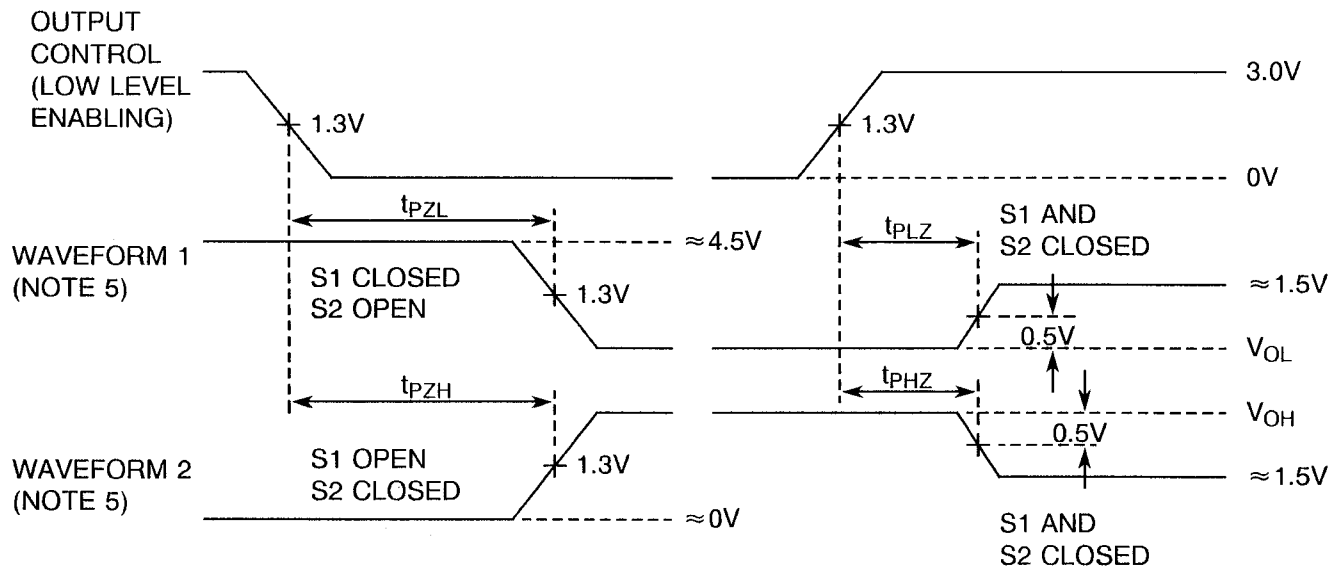 OUTPUT
CONTROL
(LOW LEVEL
ENABLING)
1.3V
1.3V
3.0V
0V
tPZL
tPLZ
S1 AND
S2 CLOSED
WAVEFORM 1
(NOTE 5)
≈4.5V
S1 CLOSED
S2 OPEN
1.3V
≈1.5V
0.5V
VOL
tPZH
tPHZ
VOH
0.5V
WAVEFORM 2
(NOTE 5)
S1 OPEN
S2 CLOSED
1.3V
≈1.5V
≈0V
S1 AND
S2 CLOSED